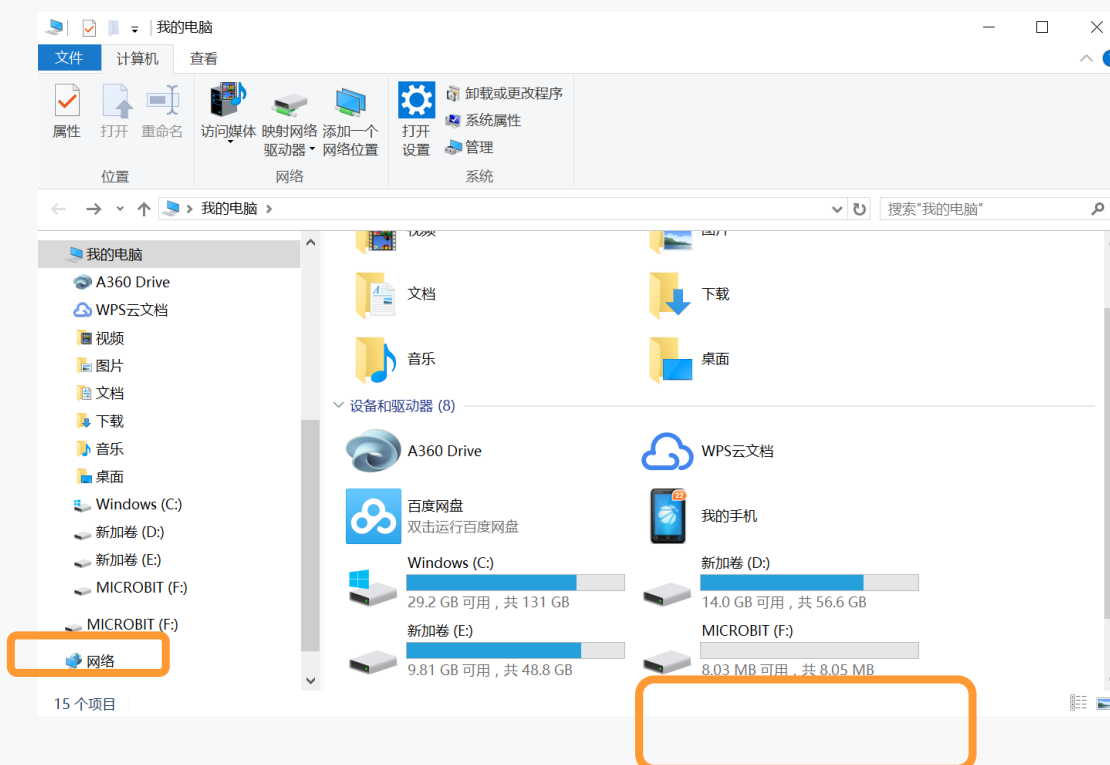 我的电脑
文件 计算机 查看
属性 打开 重命名 访问媒体 映射网络驱动器 添加一个网络位置 打开设置 卸载或更改程序
系统属性
管理
位置 网络 系统
我的电脑
搜索"我的电脑"
我的电脑
A360 Drive
WPS云文档
视频
图片
文档
下载
音乐
桌面
Windows (C:)
新加卷 (D:)
新加卷 (E:)
MICROBIT (F:)
MICROBIT (F:)
网络
视频 图片
文档 下载
音乐 桌面
设备和驱动器 (8)
A360 Drive WPS云文档
百度网盘
双击运行百度网盘
22
我的手机
Windows (C:)
29.2 GB 可用，共 131 GB
新加卷 (D:)
14.0 GB 可用，共 56.6 GB
新加卷 (E:)
9.81 GB 可用，共 48.8 GB
MICROBIT (F:)
8.03 MB 可用，共 8.05 MB
15 个项目